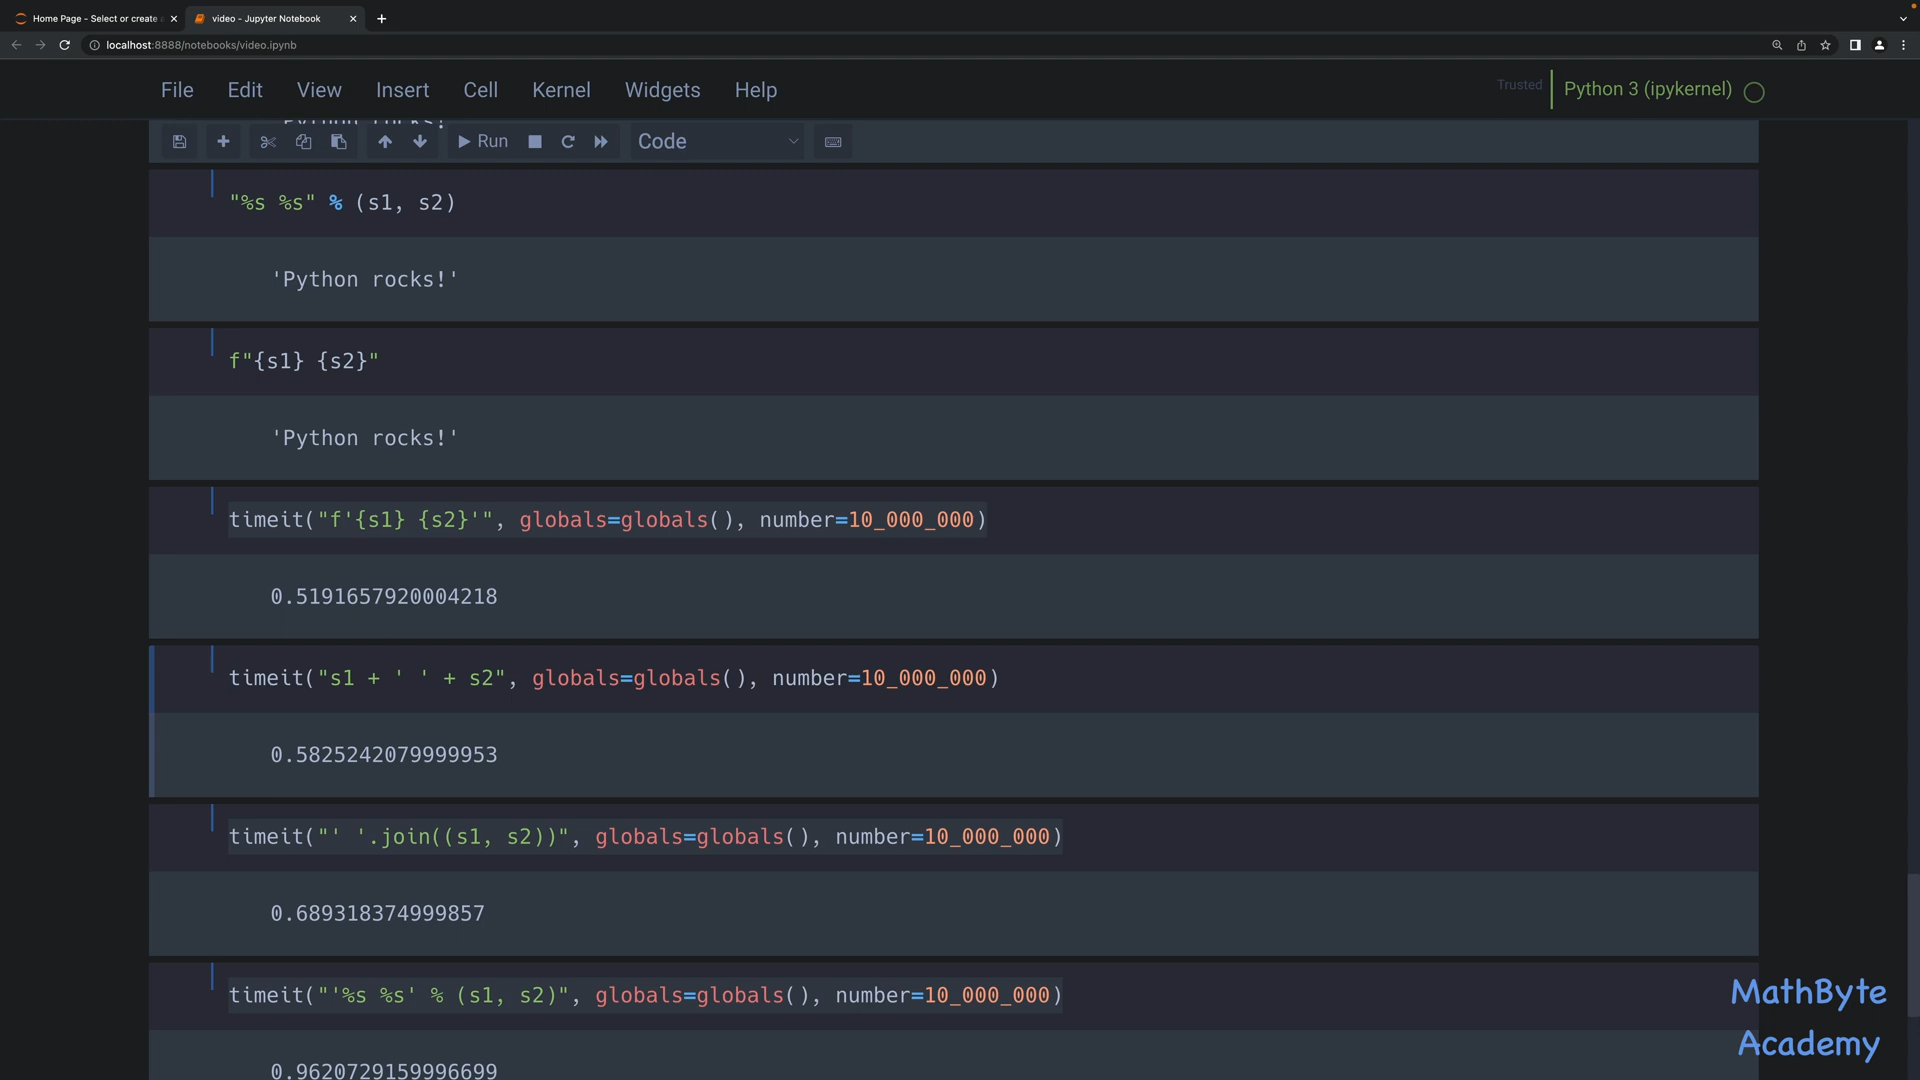 Home Page - Select or create a
video - Jupyter Notebook
localhost:8888/notebooks/video.ipynb
File Edit View Insert Cell Kernel Widgets Help
Trusted
Python 3 (ipykernel)
Python rocks!
Run
Code
"%s %s" % (s1, s2)
'Python rocks!'
f"{s1} {s2}"
'Python rocks!'
timeit("f'{s1} {s2}'", globals=globals(), number=10_000_000)
0.5191657920004218
timeit("s1 + ' ' + s2", globals=globals(), number=10_000_000)
0.5825242079999953
timeit("' '.join((s1, s2))", globals=globals(), number=10_000_000)
0.689318374999857
timeit("'%s %s' % (s1, s2)", globals=globals(), number=10_000_000)
0.9620729159996699
MathByte
Academy